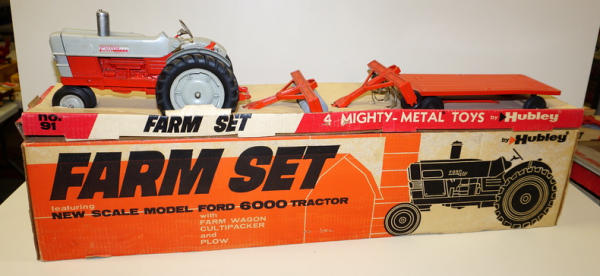 no.
91
FARM SET
4 MIGHTY-METAL TOYS by Hubley
by Hubley
FARM SET
featuring
NEW SCALE MODEL FORD 6000 TRACTOR
with
FARM WAGON
CULTIPACKER
and
PLOW